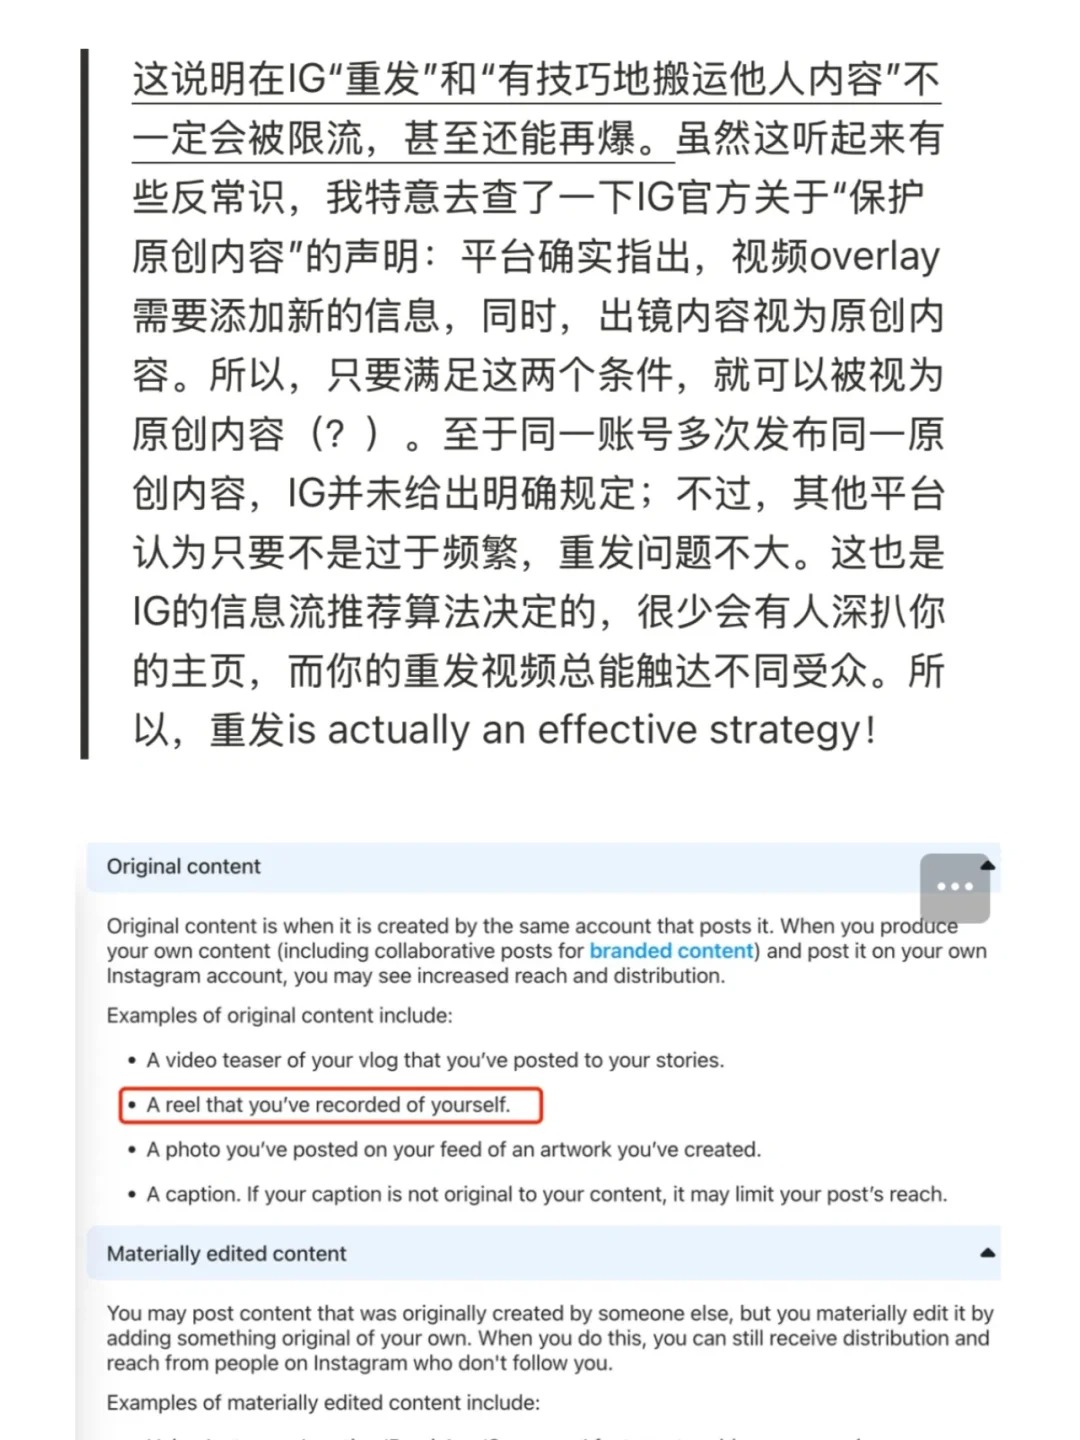 这说明在IG“重发”和“有技巧地搬运他人内容”不
一定会被限流，甚至还能再爆。虽然这听起来有
些反常识，我特意去查了一下IG官方关于“保护
原创内容”的声明：平台确实指出，视频overlay
需要添加新的信息，同时，出镜内容视为原创内
容。所以，只要满足这两个条件，就可以被视为
原创内容（？）。至于同一账号多次发布同一原
创内容，IG并未给出明确规定；不过，其他平台
认为只要不是过于频繁，重发问题不大。这也是
IG的信息流推荐算法决定的，很少会有人深扒你
的主页，而你的重发视频总能触达不同受众。所
以，重发is actually an effective strategy！
Original content
Original content is when it is created by the same account that posts it. When you produce
your own content (including collaborative posts for branded content) and post it on your own
Instagram account, you may see increased reach and distribution.
Examples of original content include:
• A video teaser of your vlog that you’ve posted to your stories.
• A reel that you’ve recorded of yourself.
• A photo you’ve posted on your feed of an artwork you’ve created.
• A caption. If your caption is not original to your content, it may limit your post’s reach.
Materially edited content
You may post content that was originally created by someone else, but you materially edit it by
adding something original of your own. When you do this, you can still receive distribution and
reach from people on Instagram who don't follow you.
Examples of materially edited content include: